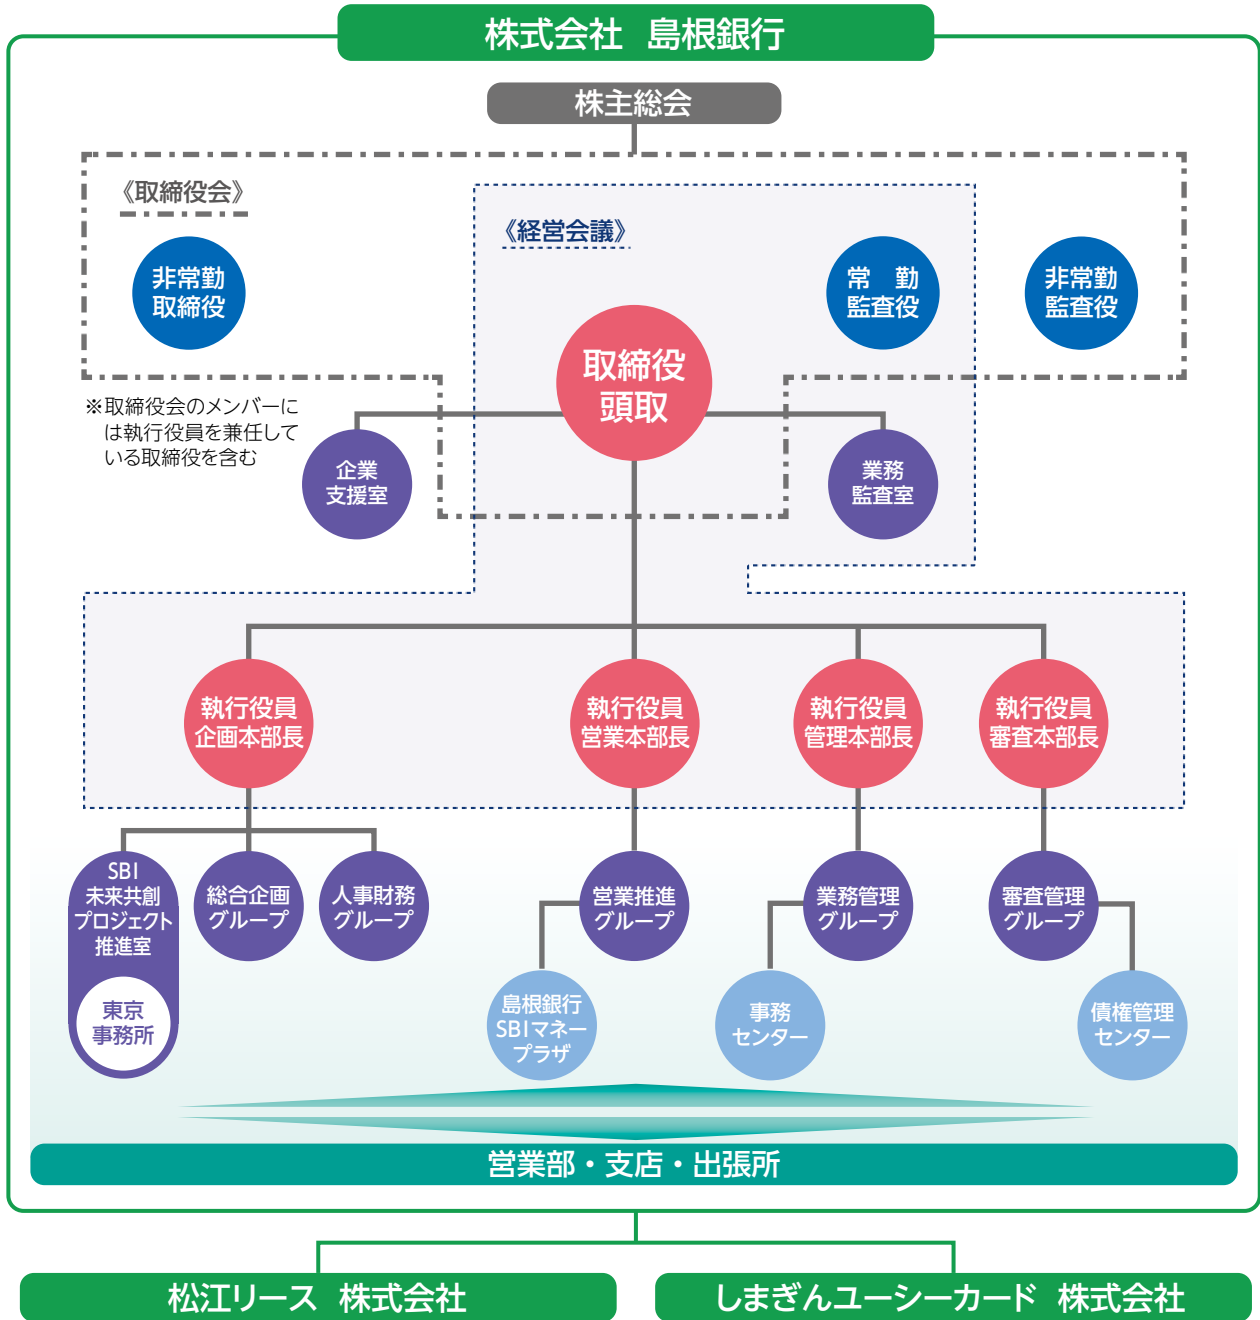 株式会社　島根銀行
株主総会
《取締役会》
《経営会議》
非常勤
取締役
常　勤
監査役
非常勤
監査役
取締役
頭取
※取締役会のメンバーに
は執行役員を兼任して
いる取締役を含む
企業
支援室
業務
監査室
執行役員
企画本部長
執行役員
営業本部長
執行役員
管理本部長
執行役員
審査本部長
SBI
未来共創
プロジェクト
推進室
東京
事務所
総合企画
グループ
人事財務
グループ
営業推進
グループ
業務管理
グループ
審査管理
グループ
島根銀行
SBIマネー
プラザ
事務
センター
債権管理
センター
営業部・支店・出張所
松江リース　株式会社
しまぎんユーシーカード　株式会社